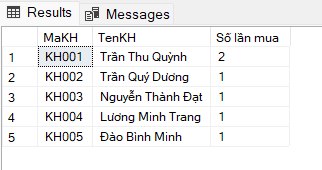 Results Messages
MaKH TenKH Số lần mua
1 KH001 Trần Thu Quỳnh 2
2 KH002 Trần Quý Dương 1
3 KH003 Nguyễn Thành Đạt 1
4 KH004 Lương Minh Trang 1
5 KH005 Đào Bình Minh 1